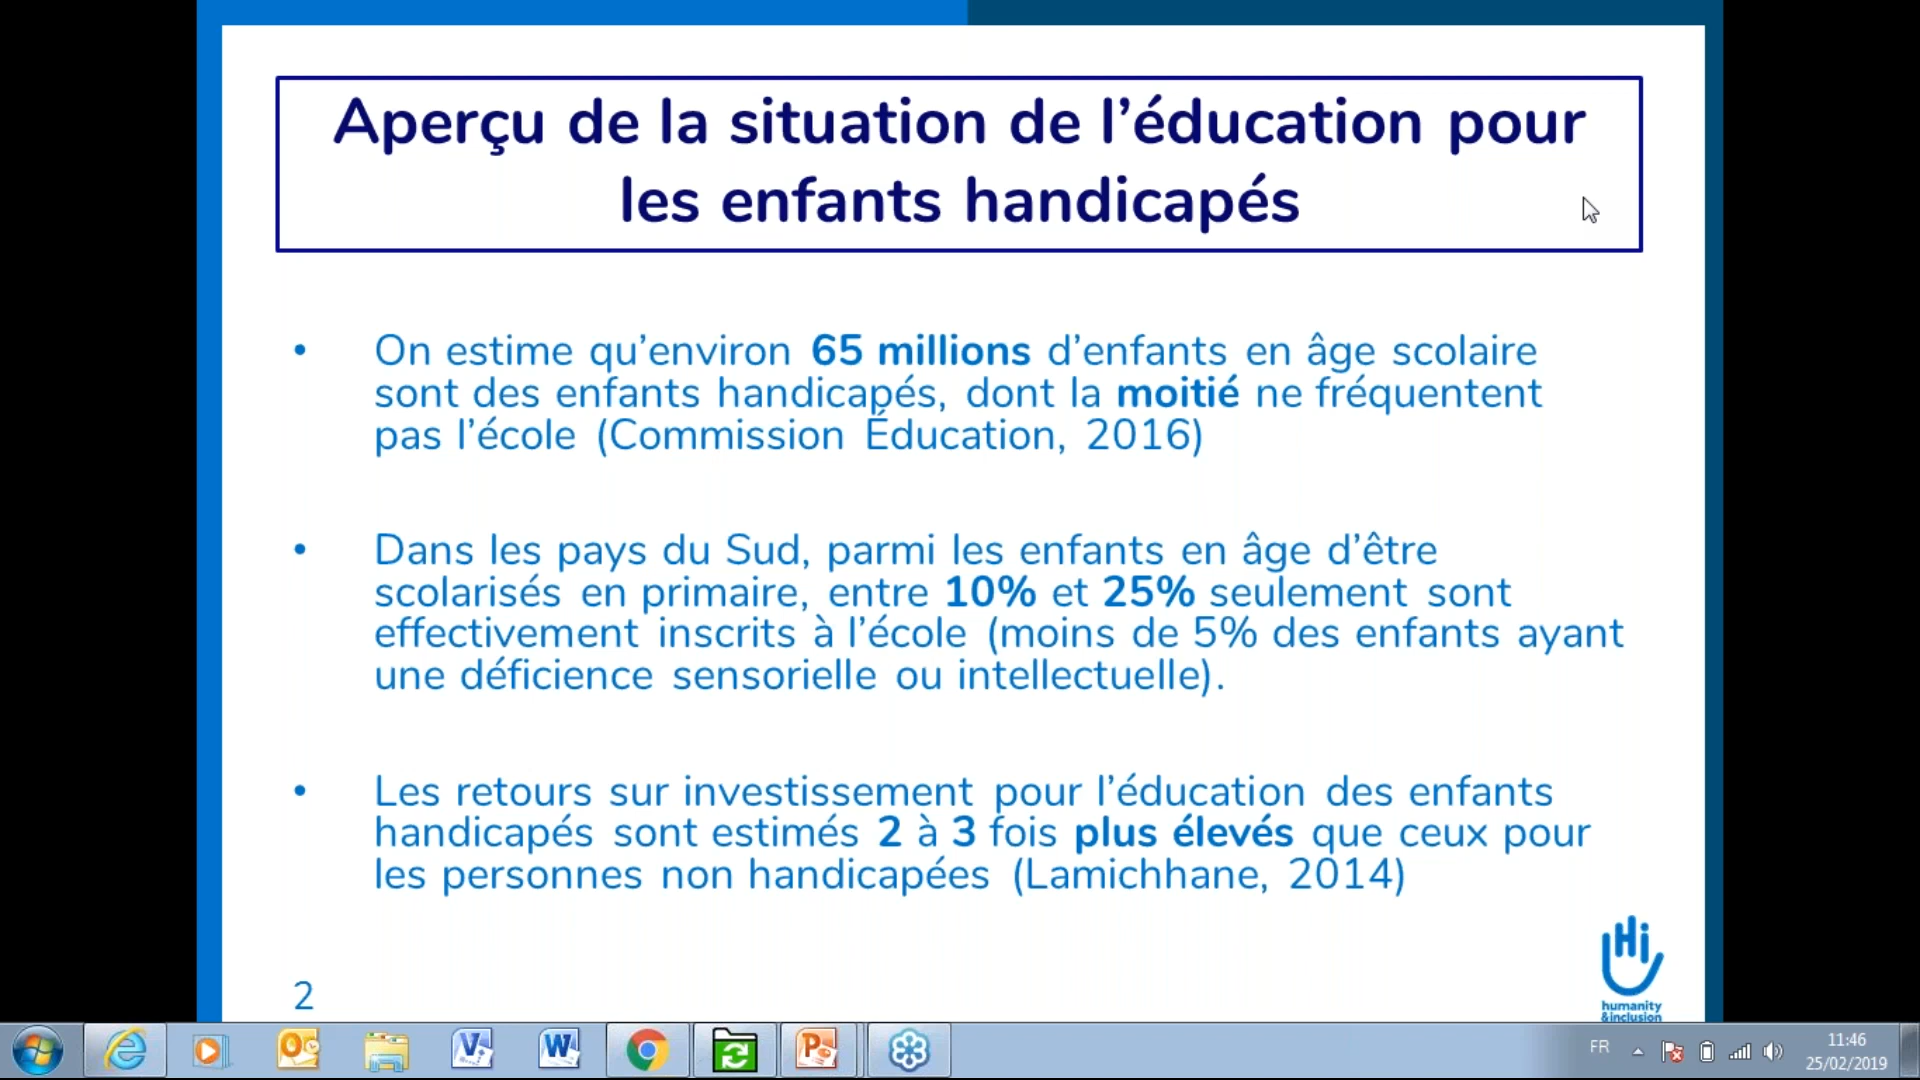 Aperçu de la situation de l’éducation pour
les enfants handicapés
• On estime qu’environ 65 millions d’enfants en âge scolaire
sont des enfants handicapés, dont la moitié ne fréquentent
pas l’école (Commission Éducation, 2016)
• Dans les pays du Sud, parmi les enfants en âge d’être
scolarisés en primaire, entre 10% et 25% seulement sont
effectivement inscrits à l’école (moins de 5% des enfants ayant
une déficience sensorielle ou intellectuelle).
• Les retours sur investissement pour l’éducation des enfants
handicapés sont estimés 2 à 3 fois plus élevés que ceux pour
les personnes non handicapées (Lamichhane, 2014)
Hi
humanity
&inclusion
2
FR
11:46
25/02/2019